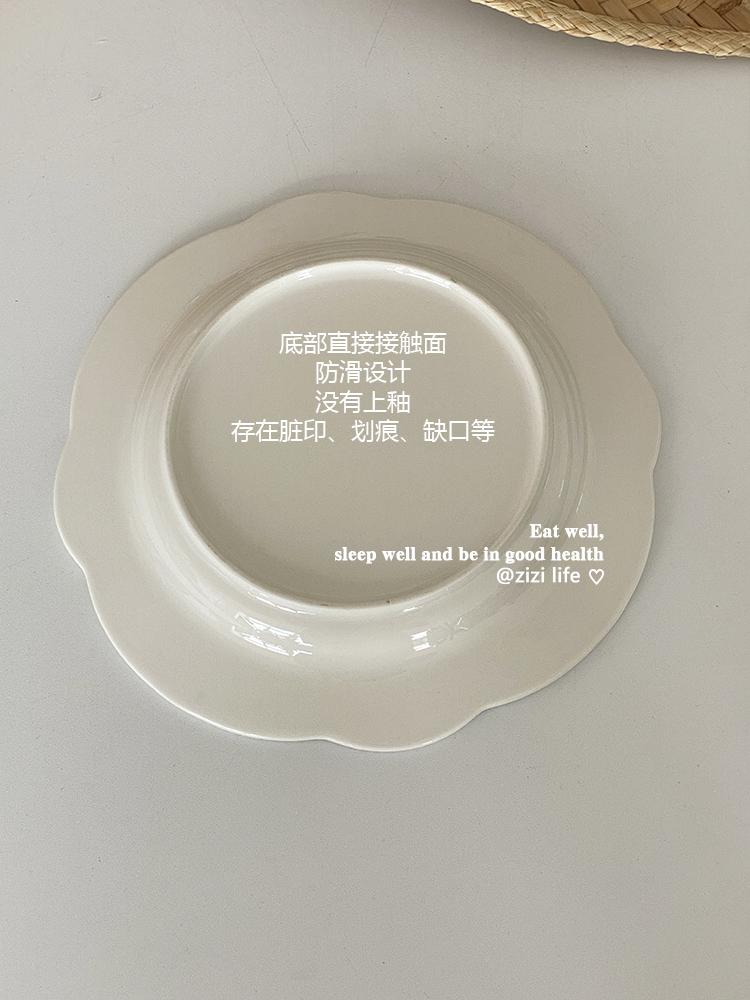 底部直接接触面
防滑设计
没有上釉
存在脏印、划痕、缺口等
Eat well,
sleep well and be in good health
@zizi life ♡